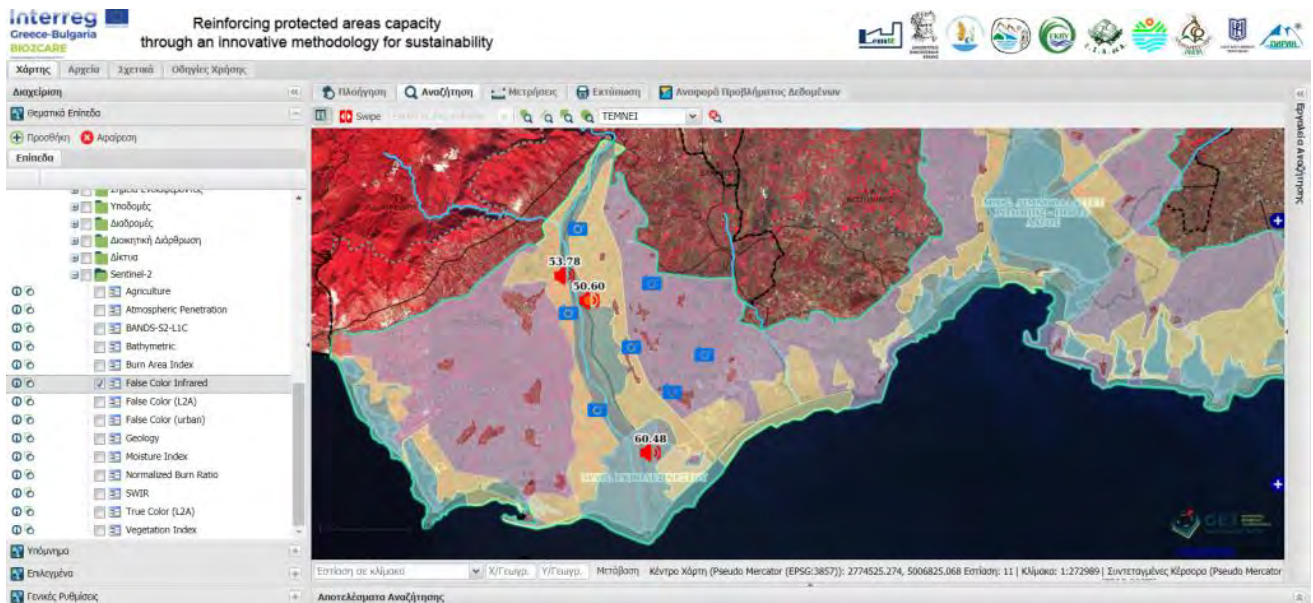 Interreg
Greece-Bulgaria
BIO2CARE
Reinforcing protected areas capacity
through an innovative methodology for sustainability
Χάρτης Αρχεία Σχετικά Οδηγίες Χρήσης
Διαχείριση
Πλοήγηση Αναζήτηση Μετρήσεις Εκτύπωση Αναφορά Προβλήματος Δεδομένων
Θεματικά Επίπεδα
Swipe
ΤΕΜΝΕΙ
Προσθήκη Αφαίρεση
Επίπεδα
Εργαλεία Αναζήτησης
Σημεία Ενδιαφέροντος
Υποδομές
Διαδρομές
Διοικητική Διάρθρωση
Δίκτυα
Sentinel-2
Agriculture
Atmospheric Penetration
BANDS-S2-L1C
Bathymetric
Burn Area Index
False Color Infrared
False Color (L2A)
False Color (urban)
Geology
Moisture Index
Normalized Burn Ratio
SWIR
True Color (L2A)
Vegetation Index
53.78
50.60
60.48
GET
Υπόμνημα
Επιλεγμένα
Γενικές Ρυθμίσεις
Εστίαση σε κλίμακα Χ/Γεωγρ. Υ/Γεωγρ. Μετάβαση Κέντρο Χάρτη (Pseudo Mercator (EPSG:3857)): 2774525.274, 5006825.068 Εστίαση: 11 | Κλίμακα: 1:272989 | Συντεταγμένες Κέρσορα (Pseudo Mercator
Αποτελέσματα Αναζήτησης